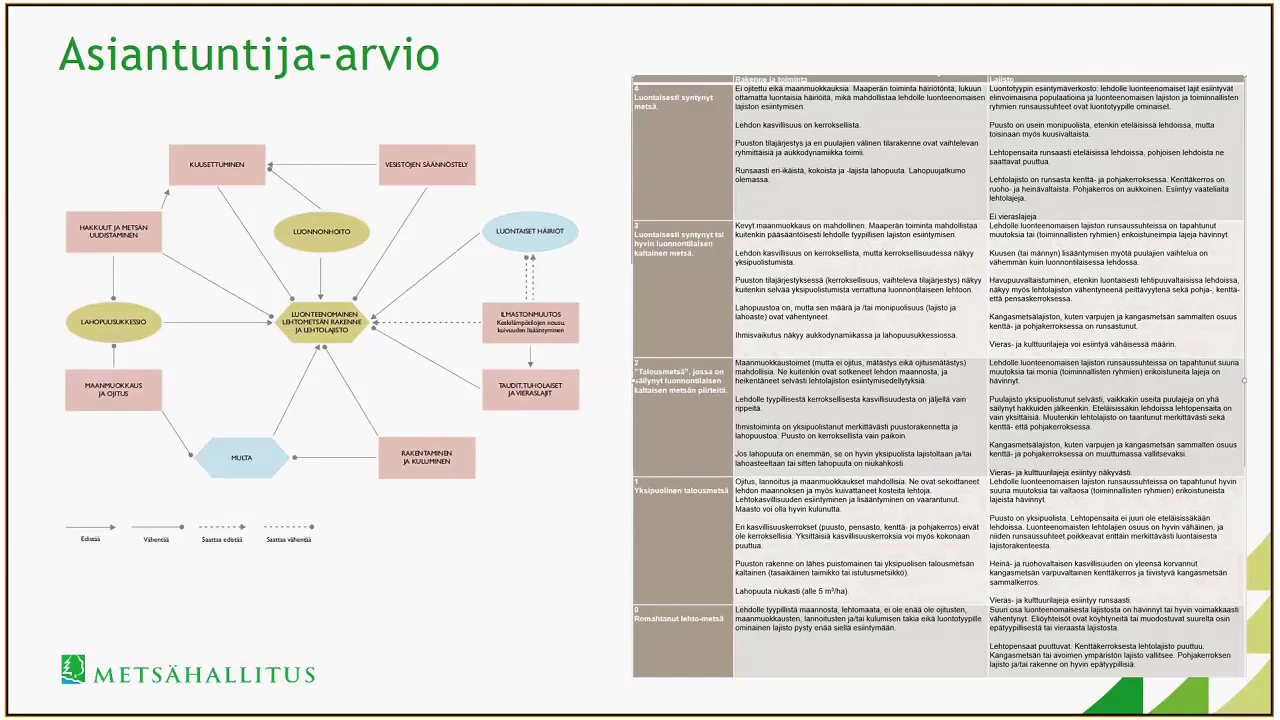 Asiantuntija-arvio
KUUSETTUMINEN
VESISTÖJEN SÄÄNNÖSTELY
HAKKUUT JA METSÄN
UUDISTAMINEN
LUONNONHOITO
LUONTAISET HÄIRIÖT
LAHOPUUSUKKESSIO
LUONTEENOMAINEN
LEHTOMETSÄN RAKENNE
JA LEHTOLAJISTO
ILMASTONMUUTOS
Keskilämpötilojen nousu,
kuivuuden lisääntyminen
MAANMUOKKAUS
JA OJITUS
TAUDIT, TUHOLAISET
JA VIERASLAJIT
MULTA
RAKENTAMINEN
JA KULUMINEN
Edistää
Vähentää
Saattaa edistää
Saattaa vähentää
METSÄHALLITUS
Rakenne ja toiminta
Lajisto
4
Luontaisesti syntynyt
metsä.
Ei ojitettu eikä maanmuokkauksia. Maaperän toiminta häiriötöntä, lukuun
ottamatta luontaisia häiriöitä, mikä mahdollistaa lehdolle luonteenomaisen
lajiston esiintymisen.
Lehdon kasvillisuus on kerroksellista.
Puuston tilajärjestys ja eri puulajien välinen tilarakenne ovat vaihtelevan
ryhmittäisiä ja aukkodynamiikka toimii.
Runsaasti eri-ikäistä, kokoista ja -lajista lahopuuta. Lahopuujatkumo
olemassa.
Luontotyypin esiintymäverkosto: lehdolle luonteenomaiset lajit esiintyvät
elinvoimaisina populaatioina ja luonteenomaisen lajiston ja toiminnallisten
ryhmien runsaussuhteet ovat luontotyypille ominaiset.
Puusto on usein monipuolista, etenkin eteläisissä lehdoissa, mutta
toisinaan myös kuusivaltaista.
Lehtopensaita runsaasti eteläisissä lehdoissa, pohjoisen lehdoista ne
saattavat puuttua.
Lehtolajisto on runsasta kenttä- ja pohjakerroksessa. Kenttäkerros on
ruoho- ja heinävaltaista. Pohjakerros on aukkoinen. Esiintyy vaateliaita
lehtolajeja.
Ei vieraslajeja
3
Luontaisesti syntynyt tai
hyvin luonnontilaisen
kaltainen metsä.
Kevyt maanmuokkaus on mahdollinen. Maaperän toiminta mahdollistaa
kuitenkin pääsääntöisesti lehdolle tyypillisen lajiston esiintymisen.
Lehdon kasvillisuus on kerroksellista, mutta kerroksellisuudessa näkyy
yksipuolistumista.
Puuston tilajärjestyksessä (kerroksellisuus, vaihteleva tilajärjestys) näkyy
kuitenkin selvää yksipuolistumista verrattuna luonnontilaiseen lehtoon.
Lahopuustoa on, mutta sen määrä ja /tai monipuolisuus (lajisto ja
lahoaste) ovat vähentyneet.
Ihmisvaikutus näkyy aukkodynamiikassa ja lahopuusukkessiossa.
Lehdolle luonteenomaisen lajiston runsaussuhteissa on tapahtunut
muutoksia tai (toiminnallisten ryhmien) erikoistuneimpia lajeja hävinnyt.
Kuusen (tai männyn) lisääntymisen myötä puulajien vaihtelua on
vähemmän kuin luonnontilaisessa lehdossa.
Havupuuvaltaistuminen, etenkin luontaisesti lehtipuuvaltaisissa lehdoissa,
näkyy myös lehtolajiston vähentyneenä peittävyytenä sekä pohja-, kenttä-
että pensaskerroksessa.
Kangasmetsälajiston, kuten varpujen ja kangasmetsän sammalten osuus
kenttä- ja pohjakerroksessa on runsastunut.
Vieras- ja kulttuurilajeja voi esiintyä vähäisessä määrin.
2
"Talousmetsä", jossa on
säilynyt luonnontilaisen
kaltaisen metsän piirteitä.
Maanmuokkaustoimet (mutta ei ojitus, mätästys eikä ojitusmätästys)
mahdollisia. Ne kuitenkin ovat sotkeneet lehdon maannosta, ja
heikentäneet selvästi lehtolajiston esiintymisedellytyksiä.
Lehdolle tyypillisestä kerroksellisesta kasvillisuudesta on jäljellä vain
rippeitä.
Ihmistoiminta on yksipuolistanut merkittävästi puustorakennetta ja
lahopuustoa. Puusto on kerroksellista vain paikoin.
Jos lahopuuta on enemmän, se on hyvin yksipuolista lajistoltaan ja/tai
lahoasteeltaan tai sitten lahopuuta on niukahkosti.
Lehdolle luonteenomaisen lajiston runsaussuhteissa on tapahtunut suuria
muutoksia tai monia (toiminnallisten ryhmien) erikoistuneita lajeja on
hävinnyt.
Puulajisto yksipuolistunut selvästi, vaikkakin useita puulajeja on yhä
säilynyt hakkuiden jälkeenkin. Eteläisissäkin lehdoissa lehtopensaita on
vain yksittäisiä. Muutenkin lehtolajisto on taantunut merkittävästi sekä
kenttä- että pohjakerroksessa.
Kangasmetsälajiston, kuten varpujen ja kangasmetsän sammalten osuus
kenttä- ja pohjakerroksessa on muuttumassa vallitsevaksi.
Vieras- ja kulttuurilajeja esiintyy näkyvästi.
1
Yksipuolinen talousmetsä
Ojitus, lannoitus ja maanmuokkaukset mahdollisia. Ne ovat sekoittaneet
lehdon maannoksen ja myös kuivattaneet kosteita lehtoja.
Lehtokasvillisuuden esiintyminen ja lisääntyminen on vaarantunut.
Maasto voi olla hyvin kulunutta.
Eri kasvillisuuskerrokset (puusto, pensasto, kenttä- ja pohjakerros) eivät
ole kerroksellisia. Yksittäisiä kasvillisuuskerroksia voi myös kokonaan
puuttua.
Puuston rakenne on lähes puistomainen tai yksipuolisen talousmetsän
kaltainen (tasaikäinen taimikko tai istutusmetsikkö).
Lahopuuta niukasti (alle 5 m³/ha).
Lehdolle luonteenomaisen lajiston runsaussuhteissa on tapahtunut hyvin
suuria muutoksia tai valtaosa (toiminnallisten ryhmien) erikoistuneista
lajeista hävinnyt.
Puusto on yksipuolista. Lehtopensaita ei juuri ole eteläisissäkään
lehdoissa. Luonteenomaisten lehtolajien osuus on hyvin vähäinen, ja
niiden runsaussuhteet poikkeavat erittäin merkittävästi luontaisesta
lajistorakenteesta.
Heinä- ja ruohovaltaisen kasvillisuuden on yleensä korvannut
kangasmetsän varpuvaltainen kenttäkerros ja tiivistyvä kangasmetsän
sammalkerros.
Vieras- ja kulttuurilajeja esiintyy runsaasti.
0
Romahtanut lehto-metsä
Lehdolle tyypillistä maannosta, lehtomaata, ei ole enää ole ojitusten,
maanmuokkausten, lannoitusten ja/tai kulumisen takia eikä luontotyypille
ominainen lajisto pysty enää siellä esiintymään.
Suuri osa luonteenomaisesta lajistosta on hävinnyt tai hyvin voimakkaasti
vähentynyt. Eliöyhteisöt ovat köyhtyneitä tai muodostuvat suurelta osin
epätyypillisestä tai vieraasta lajistosta.
Lehtopensaat puuttuvat. Kenttäkerroksesta lehtolajisto puuttuu.
Kangasmetsän tai avoimen ympäristön lajisto vallitsee. Pohjakerroksen
lajisto ja/tai rakenne on hyvin epätyypillisiä.